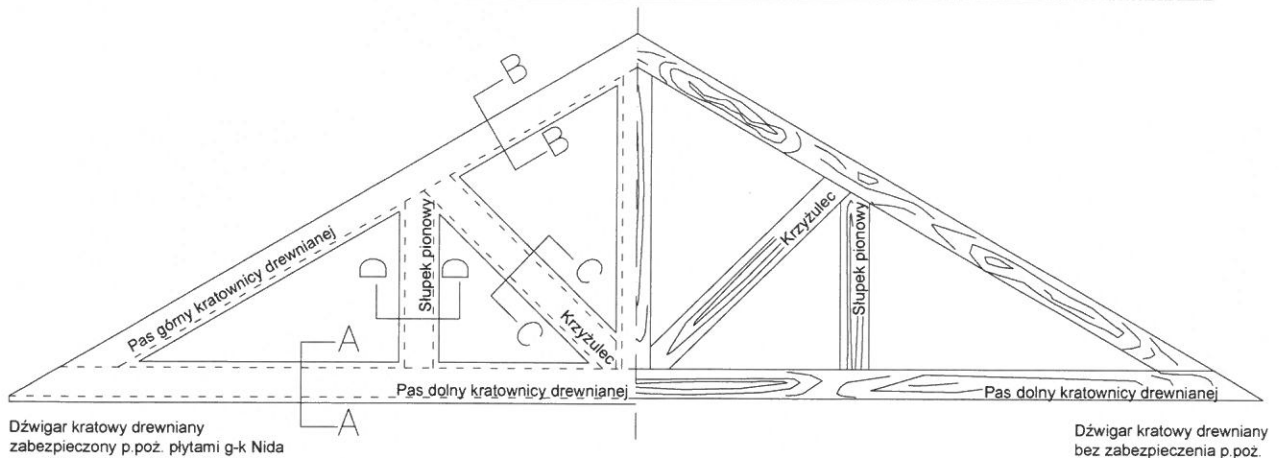 B
B
Pas górny kratownicy drewnianej
Słupek pionowy
D
D
C
C
Krzyżulec
Krzyżulec
Słupek pionowy
A
A
Pas dolny kratownicy drewnianej
Pas dolny kratownicy drewnianej
Dźwigar kratowy drewniany
zabezpieczony p.poż. płytami g-k Nida
Dźwigar kratowy drewniany
bez zabezpieczenia p.poż.